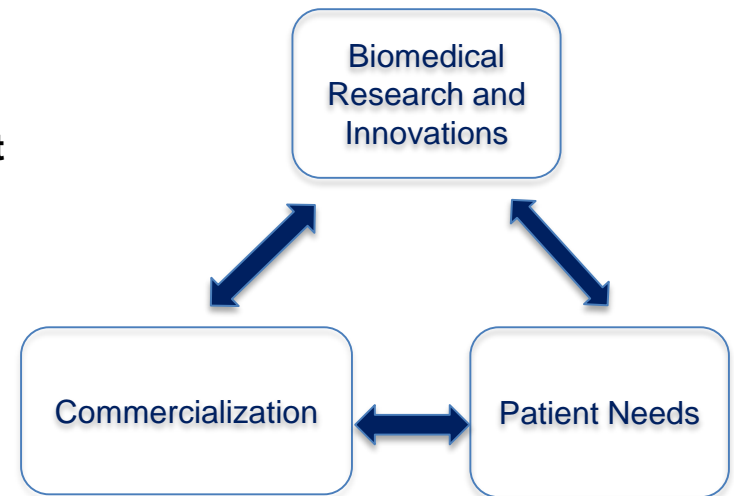 Biomedical
Research and
Innovations
t
Commercialization
Patient Needs